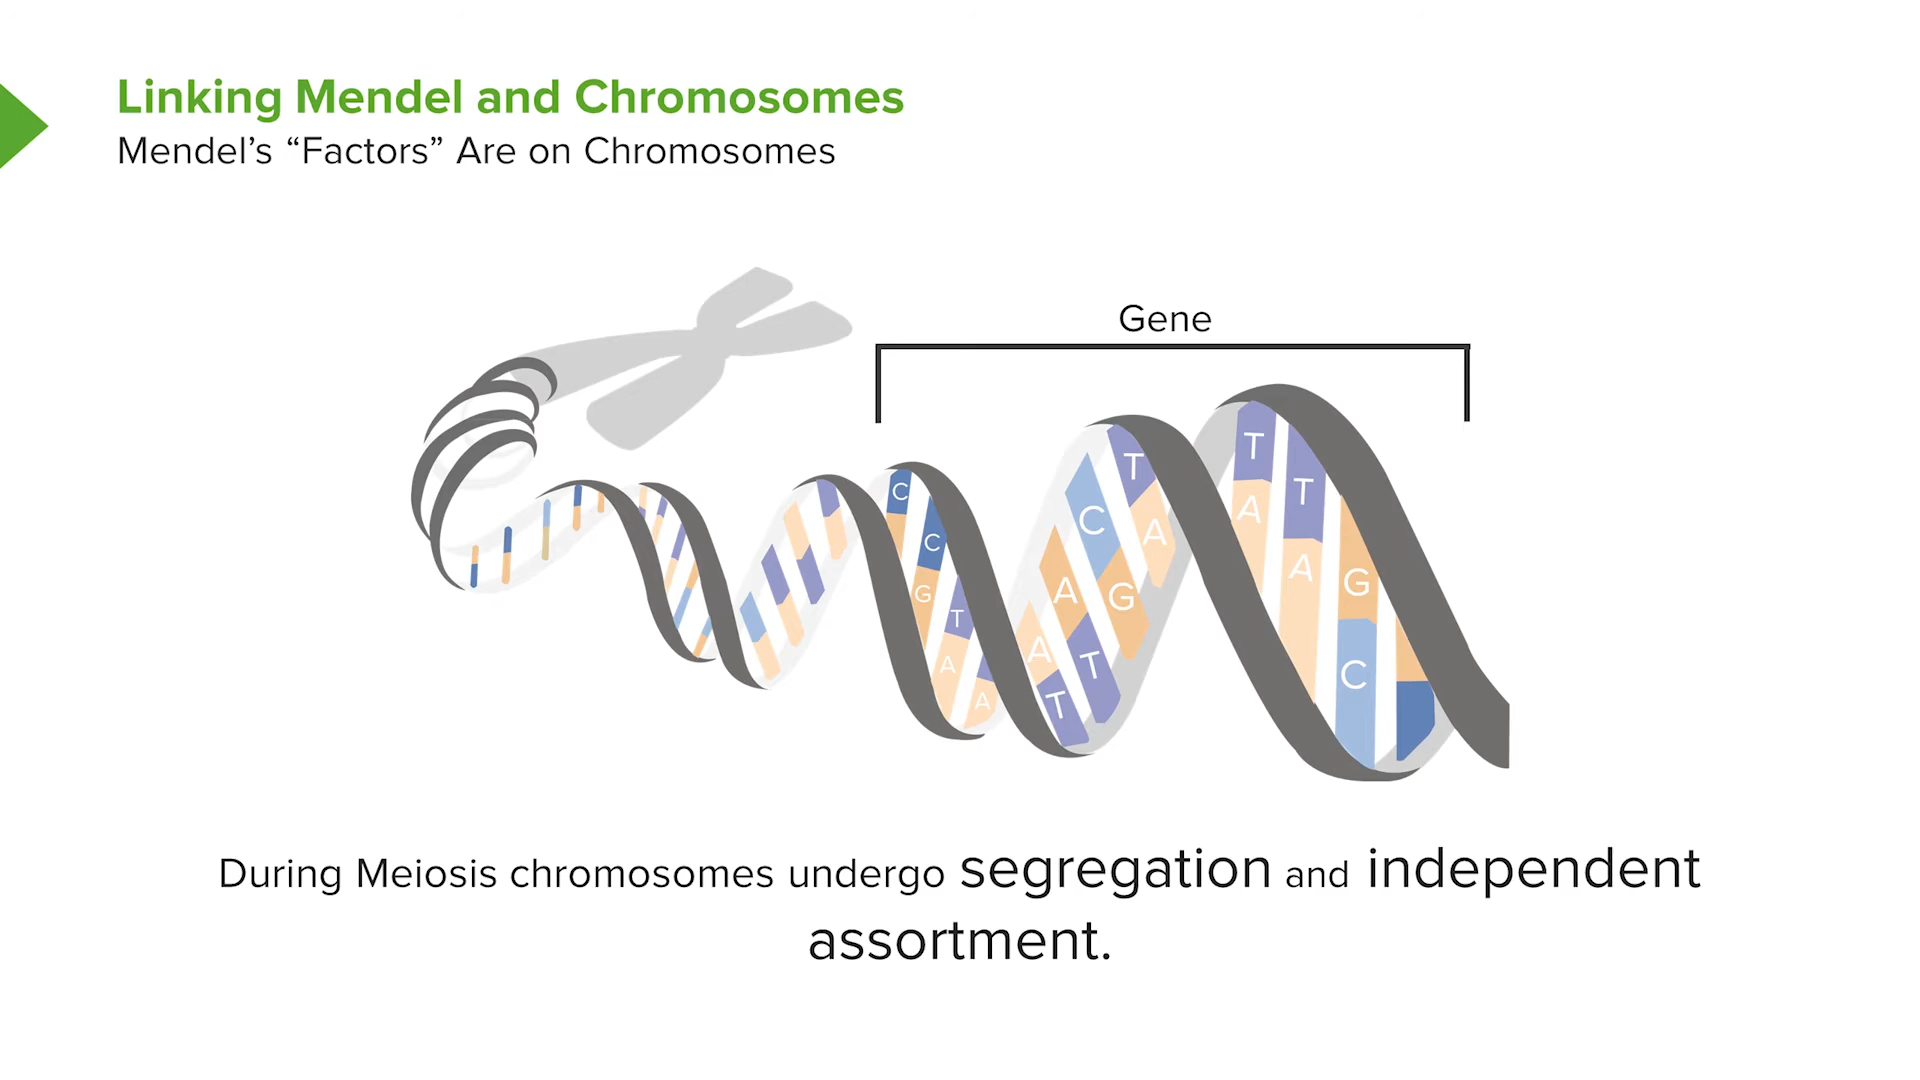 Linking Mendel and Chromosomes
Mendel’s “Factors” Are on Chromosomes
Gene
C
C
G
T
A
A
A
T
A
T
C
G
T
A
T
A
T
A
G
C
During Meiosis chromosomes undergo segregation and independent
assortment.